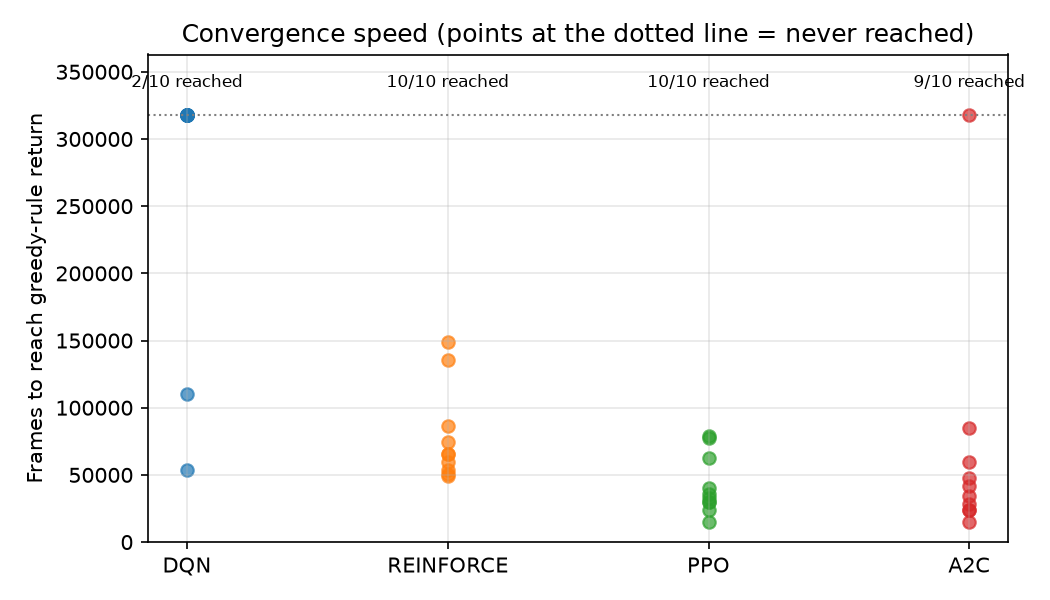 Convergence speed (points at the dotted line = never reached)
Frames to reach greedy-rule return
350000
300000
250000
200000
150000
100000
50000
0
2/10 reached
10/10 reached
10/10 reached
9/10 reached
DQN
REINFORCE
PPO
A2C